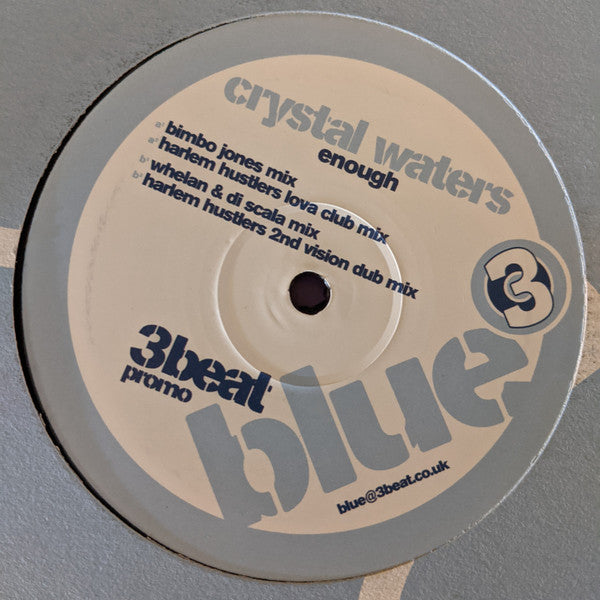 crystal waters
enough
a¹ bimbo jones mix
a² harlem hustlers lova club mix
b¹ whelan & di scala mix
b² harlem hustlers 2nd vision dub mix
3
3beat
promo
blue
blue@3beat.co.uk